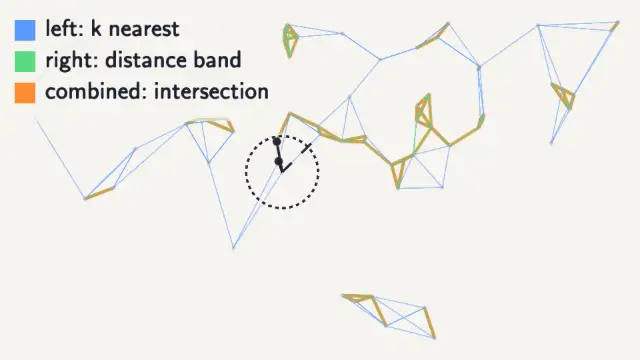 left: k nearest
right: distance band
combined: intersection